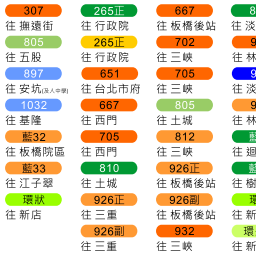 307
往 撫遠街
265正
往 行政院
667
往 板橋後站
往 淡
805
往 五股
265正
往 行政院
702
往 三峽
往 林
897
往 安坑(及人中學)
651
往 台北市府
705
往 三峽
往 淡
1032
往 基隆
667
往 西門
805
往 土城
往 林
藍32
往 板橋院區
705
往 西門
812
往 三峽
往 迴
藍33
往 江子翠
810
往 土城
926正
往 板橋後站
往 樹
環狀
往 新店
926正
往 三重
926副
往 板橋後站
往 新
926副
往 三重
932
往 三峽
環
往 新